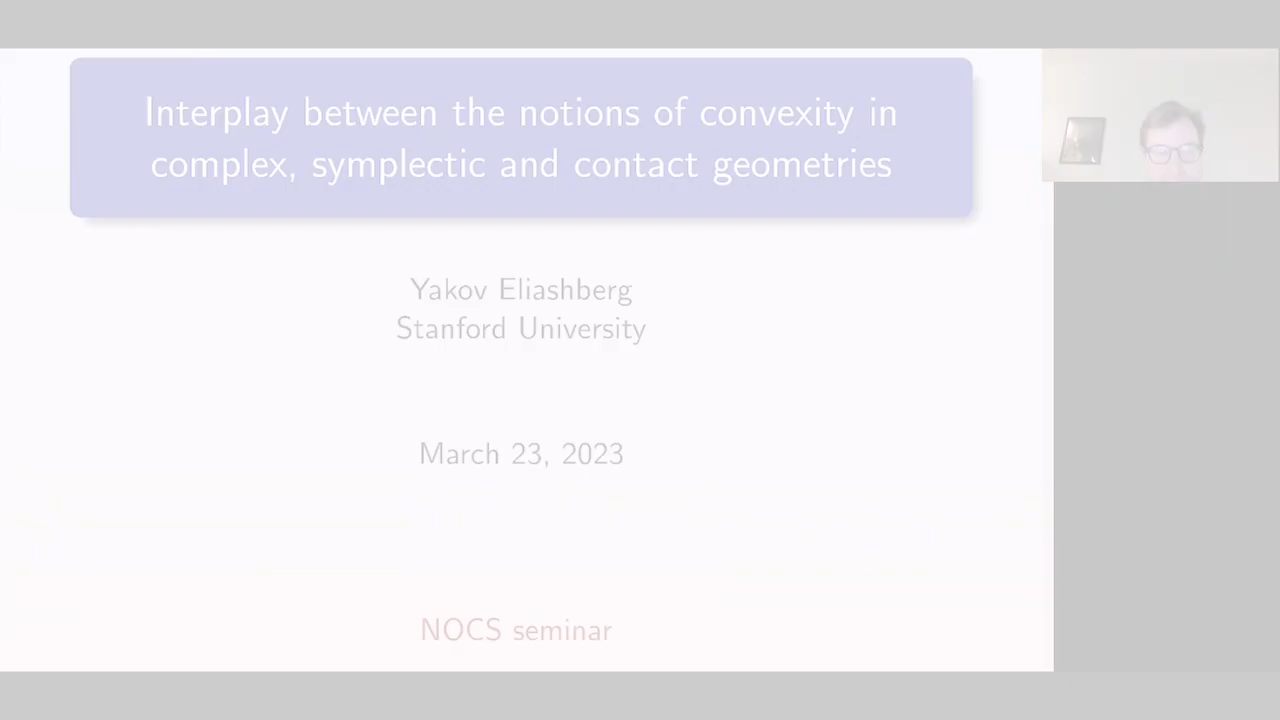 Interplay between the notions of convexity in
complex, symplectic and contact geometries
Yakov Eliashberg
Stanford University
March 23, 2023
NOCS seminar